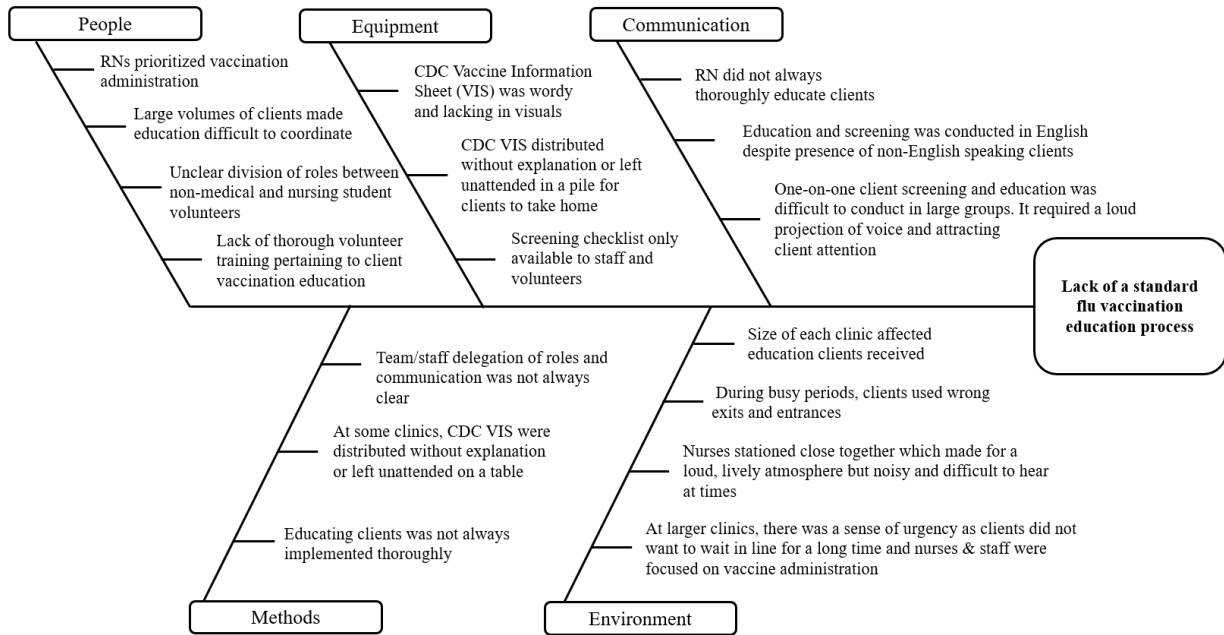 People
RNs prioritized vaccination
administration
Large volumes of clients made
education difficult to coordinate
Unclear division of roles between
non-medical and nursing student
volunteers
Lack of thorough volunteer
training pertaining to client
vaccination education
Equipment
CDC Vaccine Information
Sheet (VIS) was wordy
and lacking in visuals
CDC VIS distributed
without explanation or left
unattended in a pile for
clients to take home
Screening checklist only
available to staff and
volunteers
Communication
RN did not always
thoroughly educate clients
Education and screening was conducted in English
despite presence of non-English speaking clients
One-on-one client screening and education was
difficult to conduct in large groups. It required a loud
projection of voice and attracting
client attention
Lack of a standard
flu vaccination
education process
Team/staff delegation of roles and
communication was not always
clear
At some clinics, CDC VIS were
distributed without explanation
or left unattended on a table
Educating clients was not always
implemented thoroughly
Methods
Size of each clinic affected
education clients received
During busy periods, clients used wrong
exits and entrances
Nurses stationed close together which made for a
loud, lively atmosphere but noisy and difficult to hear
at times
At larger clinics, there was a sense of urgency as clients did not
want to wait in line for a long time and nurses & staff were
focused on vaccine administration
Environment